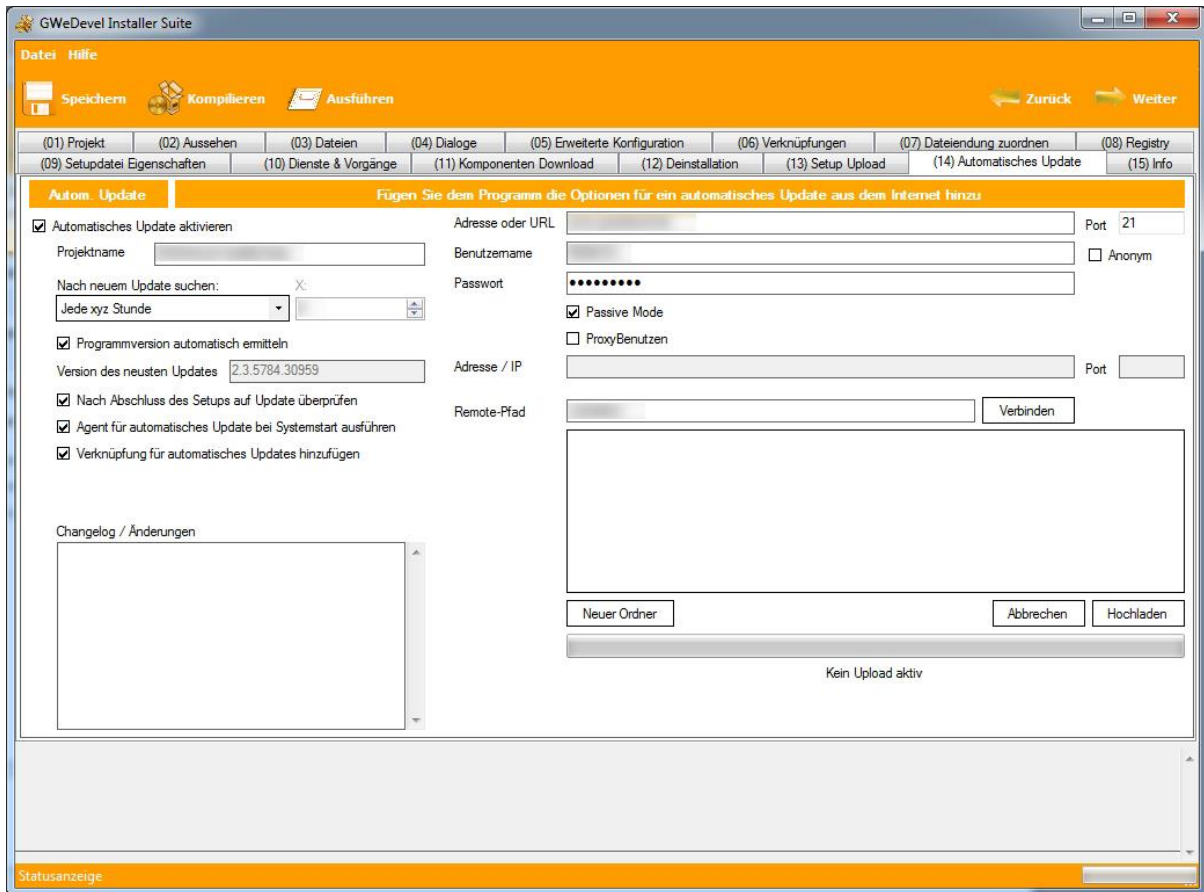 GWeDevel Installer Suite
Datei Hilfe
Speichern Kompilieren Ausführen Zurück Weiter
(01) Projekt (02) Aussehen (03) Dateien (04) Dialoge (05) Erweiterte Konfiguration (06) Verknüpfungen (07) Dateiendung zuordnen (08) Registry
(09) Setupdatei Eigenschaften (10) Dienste & Vorgänge (11) Komponenten Download (12) Deinstallation (13) Setup Upload (14) Automatisches Update (15) Info
Autom. Update Fügen Sie dem Programm die Optionen für ein automatisches Update aus dem Internet hinzu
Automatisches Update aktivieren
Projektname
Nach neuem Update suchen: X:
Jede xyz Stunde
Programmversion automatisch ermitteln
Version des neusten Updates 2.3.5784.30959
Nach Abschluss des Setups auf Update überprüfen
Agent für automatisches Update bei Systemstart ausführen
Verknüpfung für automatisches Updates hinzufügen
Changelog / Änderungen
Adresse oder URL Port 21
Benutzername Anonym
Passwort •••••••••
Passive Mode
ProxyBenutzen
Adresse / IP Port
Remote-Pfad Verbinden
Neuer Ordner Abbrechen Hochladen
Kein Upload aktiv
Statusanzeige